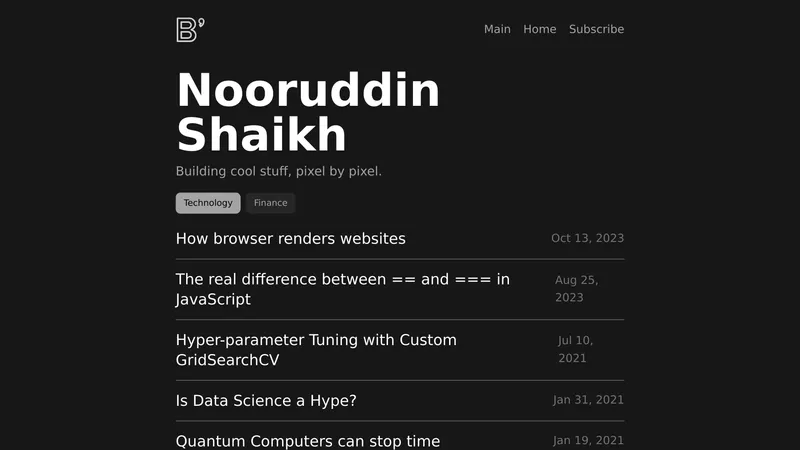 B'
Main Home Subscribe
Nooruddin
Shaikh
Building cool stuff, pixel by pixel.
Technology Finance
How browser renders websites Oct 13, 2023
The real difference between == and === in
JavaScript
Aug 25,
2023
Hyper-parameter Tuning with Custom
GridSearchCV
Jul 10,
2021
Is Data Science a Hype? Jan 31, 2021
Quantum Computers can stop time Jan 19, 2021